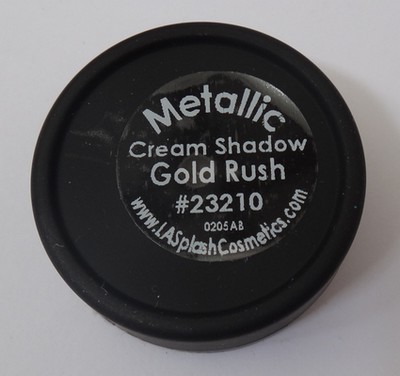 Metallic
Cream Shadow
Gold Rush
#23210
0205AB
www.LASplashCosmetics.com